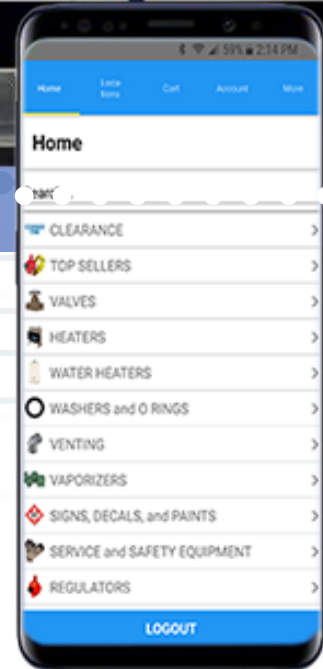 59% 2:14 PM
Home Loca- Cart Account More
tions
Home
CLEARANCE
TOP SELLERS
VALVES
HEATERS
WATER HEATERS
WASHERS and O RINGS
VENTING
VAPORIZERS
SIGNS, DECALS, and PAINTS
SERVICE and SAFETY EQUIPMENT
REGULATORS
LOGOUT